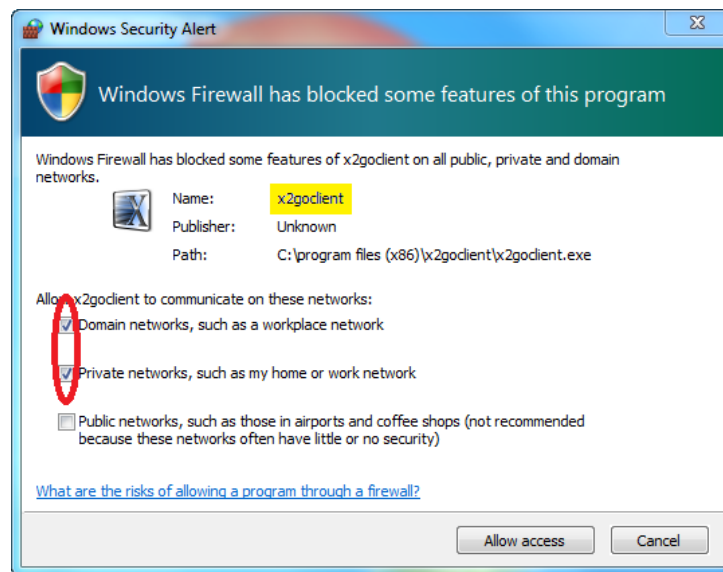 Windows Security Alert
Windows Firewall has blocked some features of this program
Windows Firewall has blocked some features of x2goclient on all public, private and domain
networks.
Name: x2goclient
Publisher: Unknown
Path: C:\program files (x86)\x2goclient\x2goclient.exe
Allow x2goclient to communicate on these networks:
Domain networks, such as a workplace network
Private networks, such as my home or work network
Public networks, such as those in airports and coffee shops (not recommended
because these networks often have little or no security)
What are the risks of allowing a program through a firewall?
Allow access Cancel